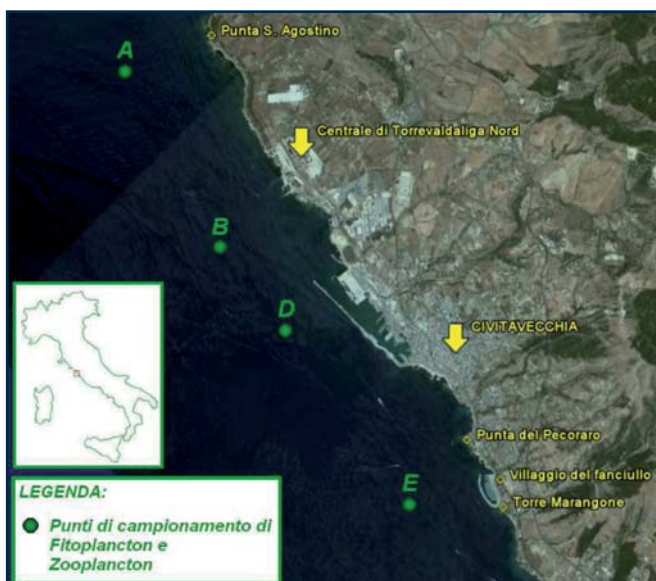 Punta S. Agostino
A
Centrale di Torrevaldaliga Nord
B
D
CIVITAVECCHIA
Punta del Pecoraro
Villaggio del fanciullo
E
Torre Marangone
LEGENDA:
Punti di campionamento di
Fitoplancton e
Zooplancton